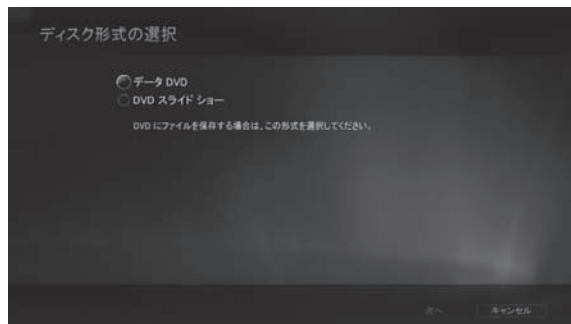 ディスク形式の選択
データ DVD
DVD スライド ショー
DVD にファイルを保存する場合は、この形式を選択してください。
次へ
キャンセル